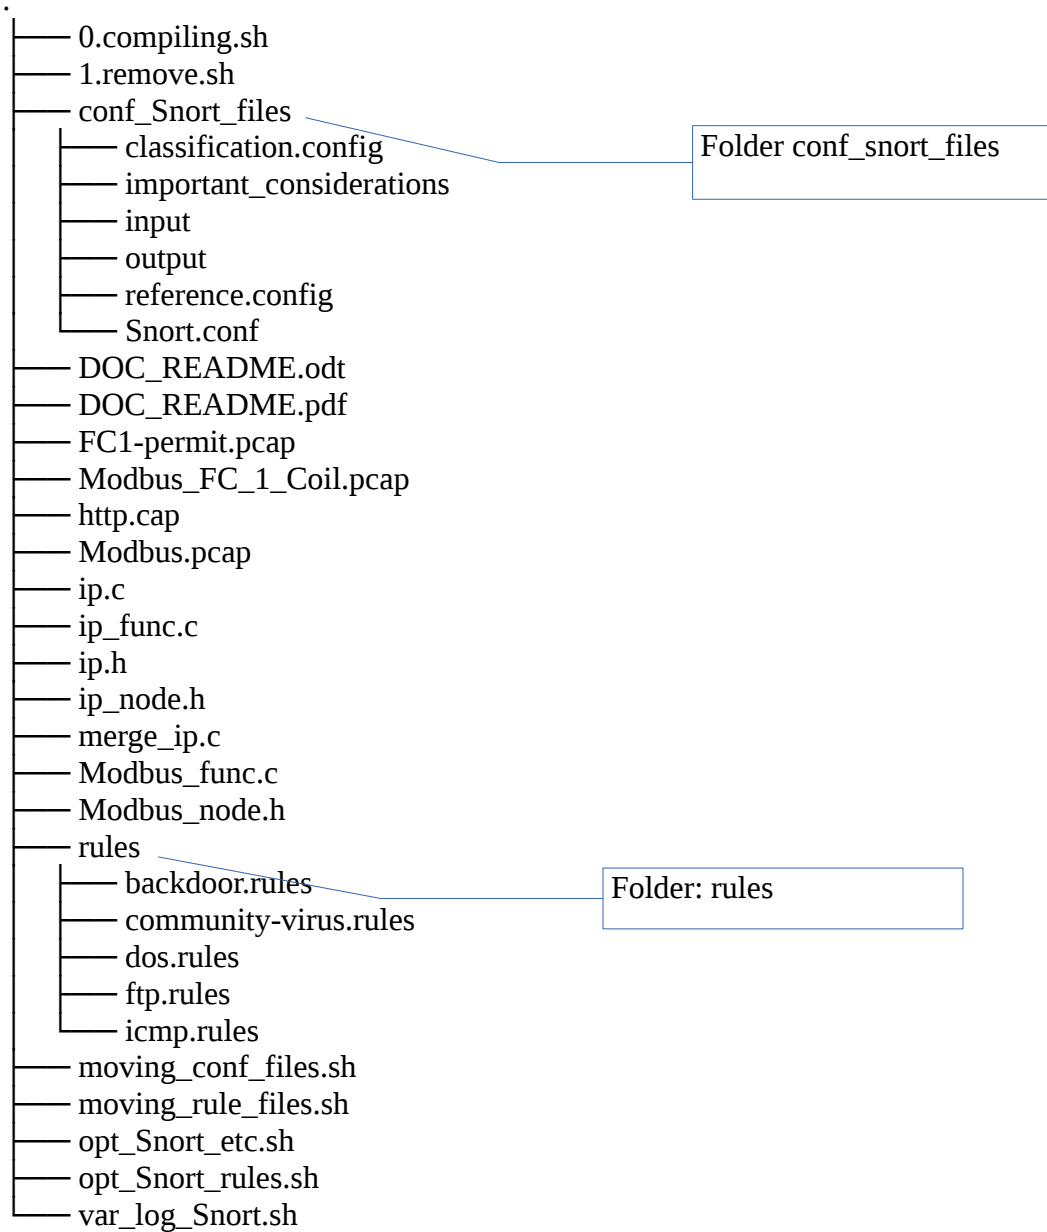 .
├── 0.compiling.sh
├── 1.remove.sh
├── conf_Snort_files
│   ├── classification.config
│   ├── important_considerations
│   ├── input
│   ├── output
│   ├── reference.config
│   └── Snort.conf
Folder conf_snort_files
├── DOC_README.odt
├── DOC_README.pdf
├── FC1-permit.pcap
├── Modbus_FC_1_Coil.pcap
├── http.cap
├── Modbus.pcap
├── ip.c
├── ip_func.c
├── ip.h
├── ip_node.h
├── merge_ip.c
├── Modbus_func.c
├── Modbus_node.h
├── rules
│   ├── backdoor.rules
│   ├── community-virus.rules
│   ├── dos.rules
│   ├── ftp.rules
│   └── icmp.rules
Folder: rules
├── moving_conf_files.sh
├── moving_rule_files.sh
├── opt_Snort_etc.sh
├── opt_Snort_rules.sh
└── var_log_Snort.sh